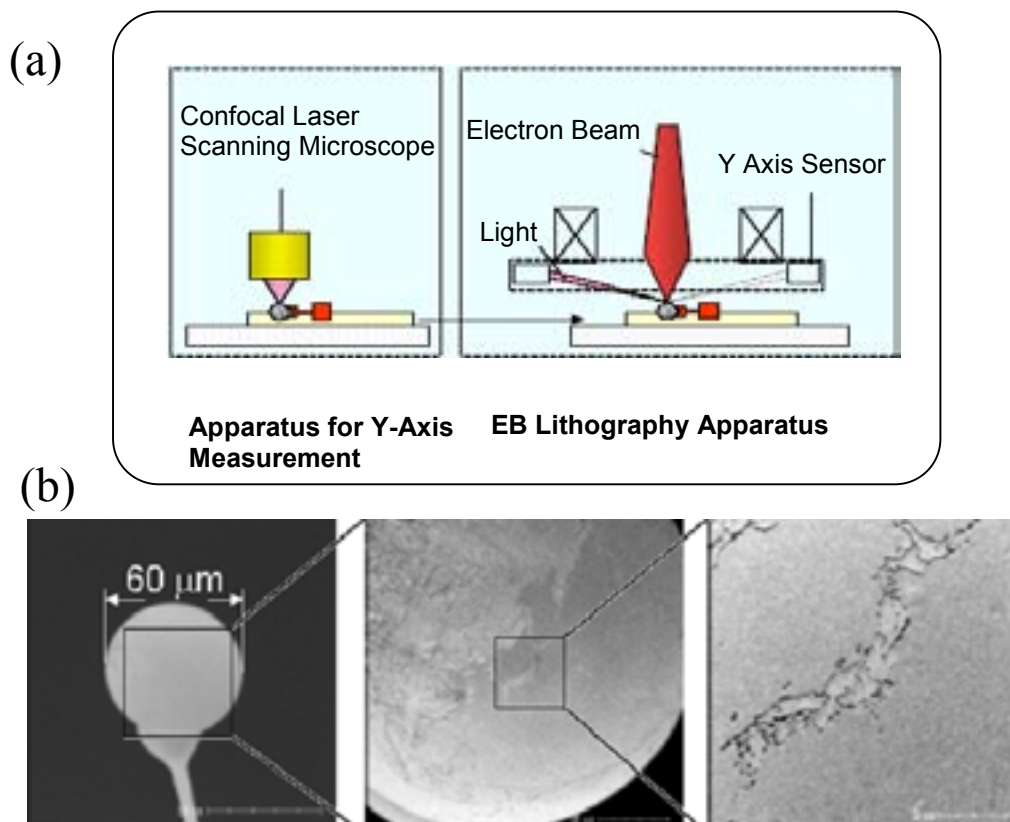 (a)
Confocal Laser
Scanning Microscope
Electron Beam
Y Axis Sensor
Light
Apparatus for Y-Axis
Measurement
EB Lithography Apparatus
(b)
60 μm